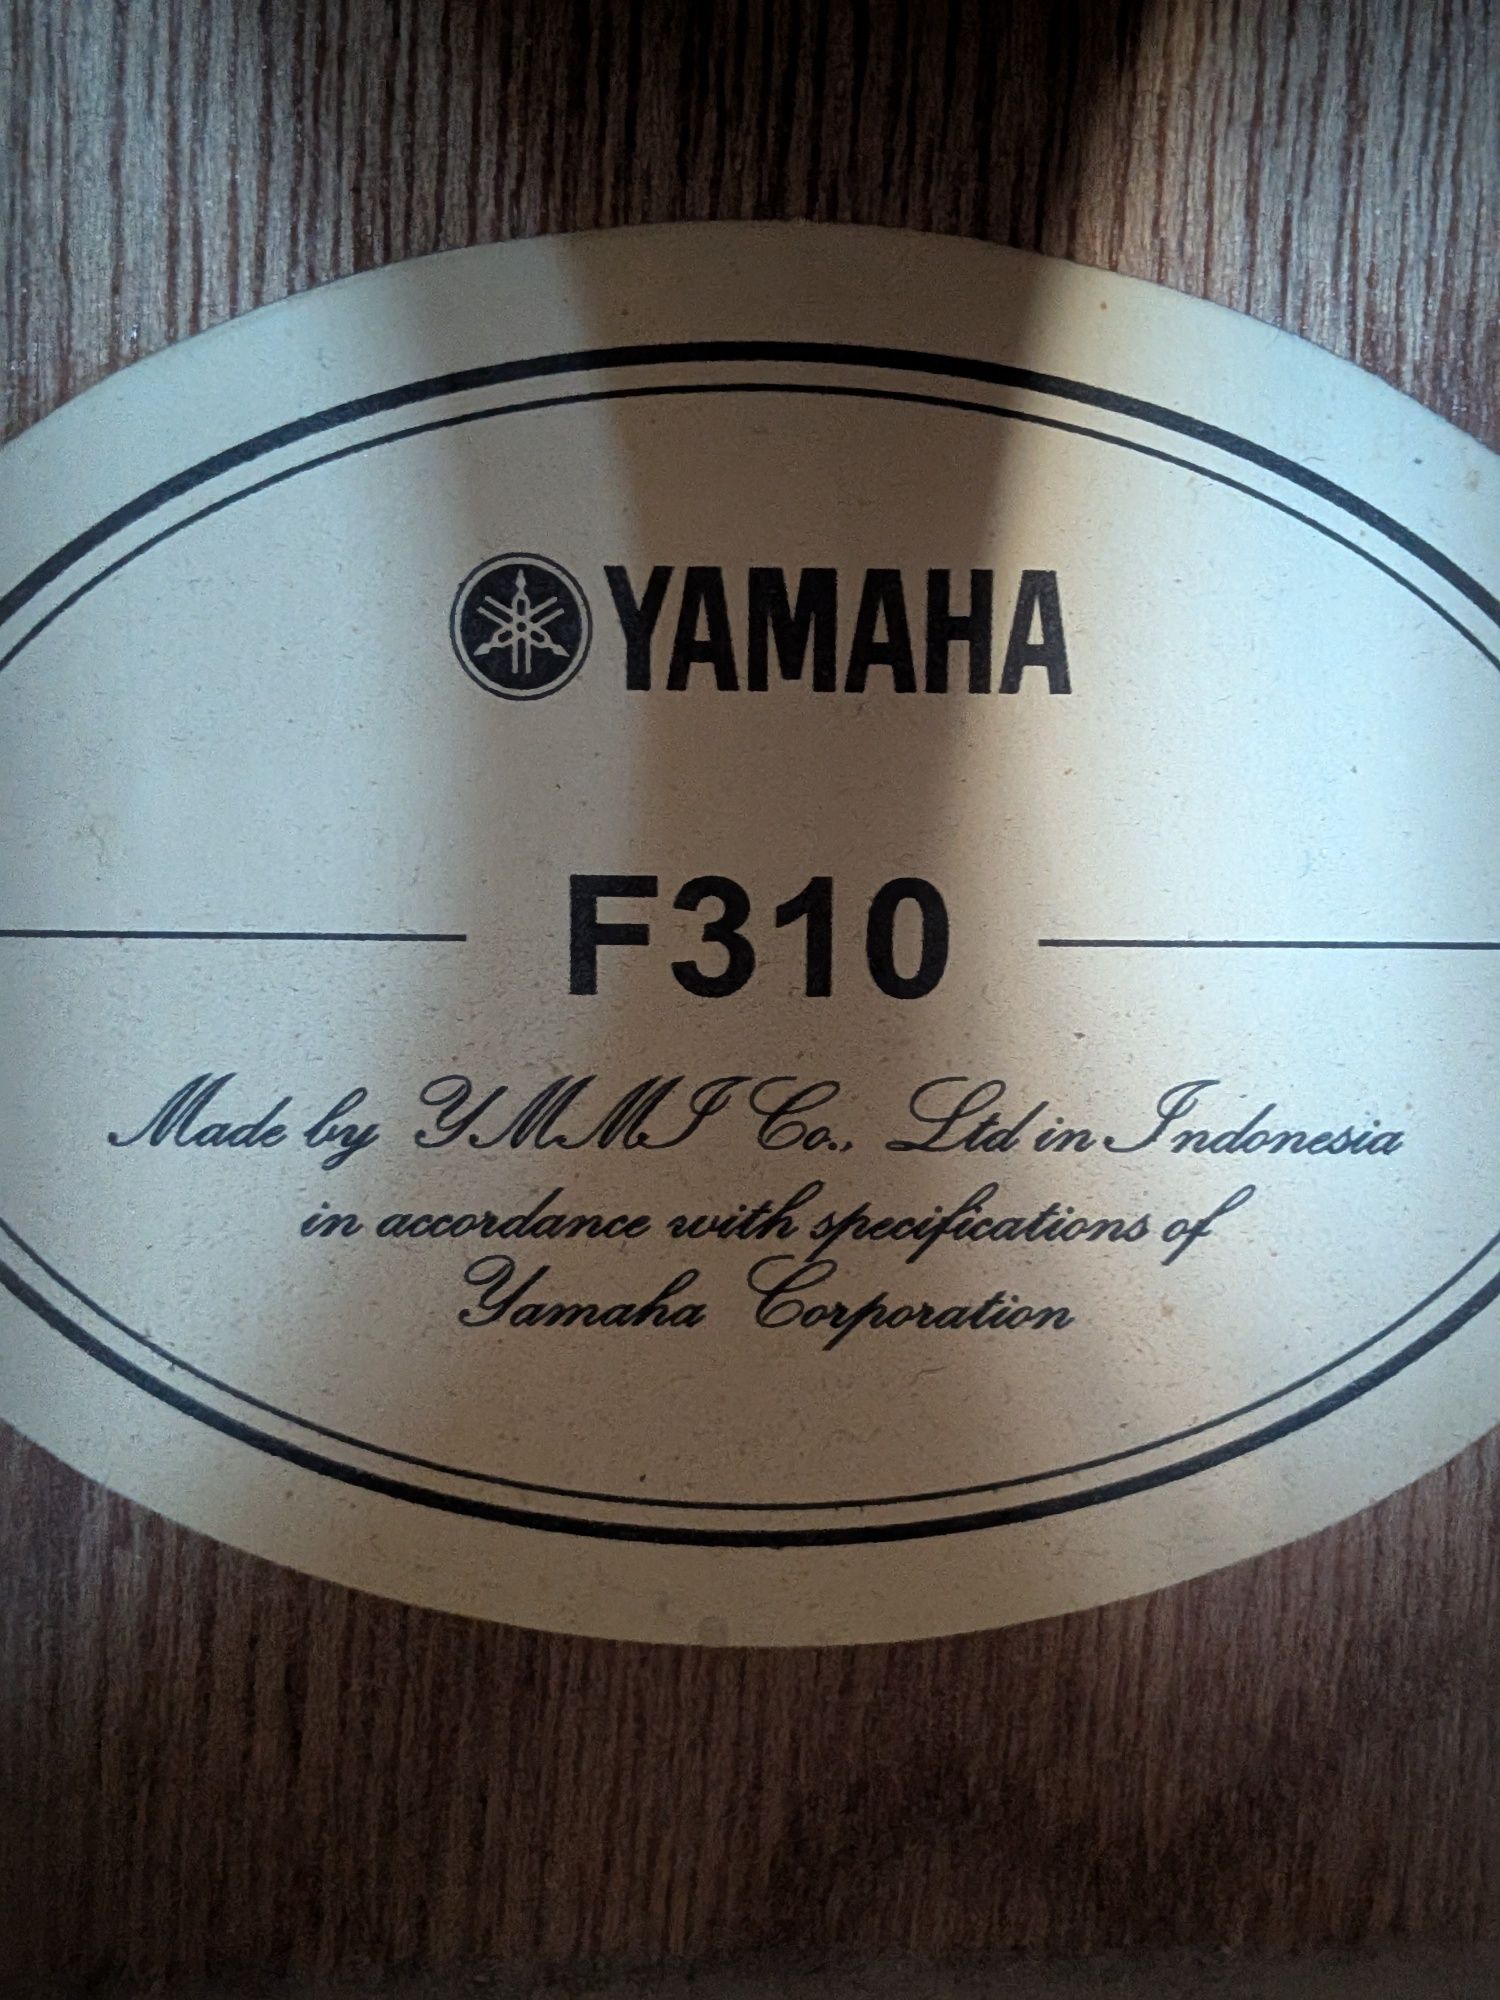 YAMAHA
F310
Made by YMMI Co., Ltd in Indonesia
in accordance with specifications of
Yamaha Corporation